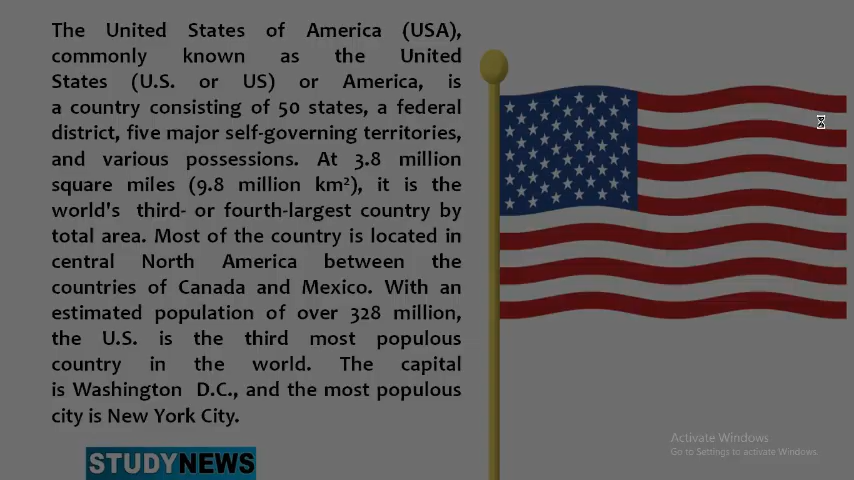 The United States of America (USA),
commonly known as the United
States (U.S. or US) or America, is
a country consisting of 50 states, a federal
district, five major self-governing territories,
and various possessions. At 3.8 million
square miles (9.8 million km²), it is the
world's third- or fourth-largest country by
total area. Most of the country is located in
central North America between the
countries of Canada and Mexico. With an
estimated population of over 328 million,
the U.S. is the third most populous
country in the world. The capital
is Washington D.C., and the most populous
city is New York City.
STUDYNEWS
Activate Windows
Go to Settings to activate Windows.